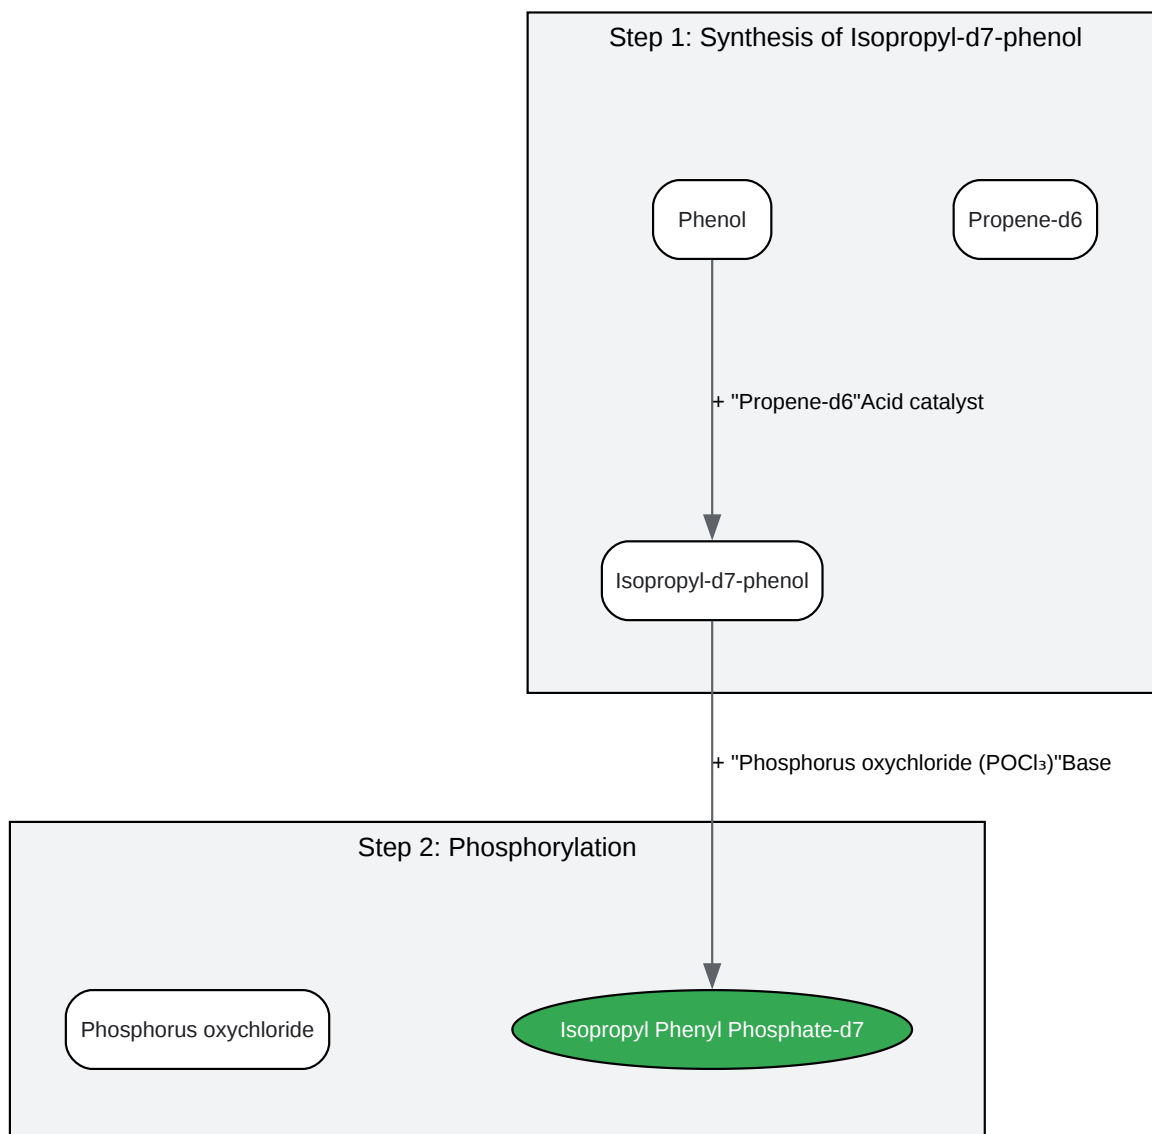 Step 1: Synthesis of Isopropyl-d7-phenol
Phenol
Propene-d6
+ "Propene-d6"Acid catalyst
Isopropyl-d7-phenol
+ "Phosphorus oxychloride (POCl₃)"Base
Step 2: Phosphorylation
Phosphorus oxychloride
Isopropyl Phenyl Phosphate-d7